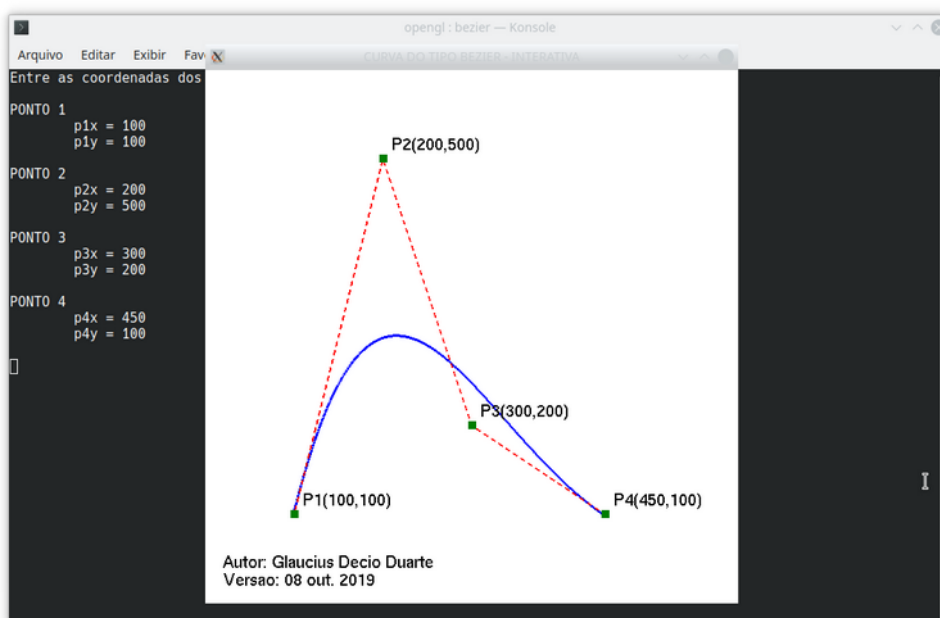 opengl : bezier — Konsole
Arquivo Editar Exibir
CURVA DO TIPO BEZIER - INTERATIVA
Entre as coordenadas dos
PONTO 1
p1x = 100
p1y = 100
PONTO 2
p2x = 200
p2y = 500
PONTO 3
p3x = 300
p3y = 200
PONTO 4
p4x = 450
p4y = 100
P2(200,500)
P3(300,200)
P1(100,100)
P4(450,100)
Autor: Glaucius Decio Duarte
Versao: 08 out. 2019